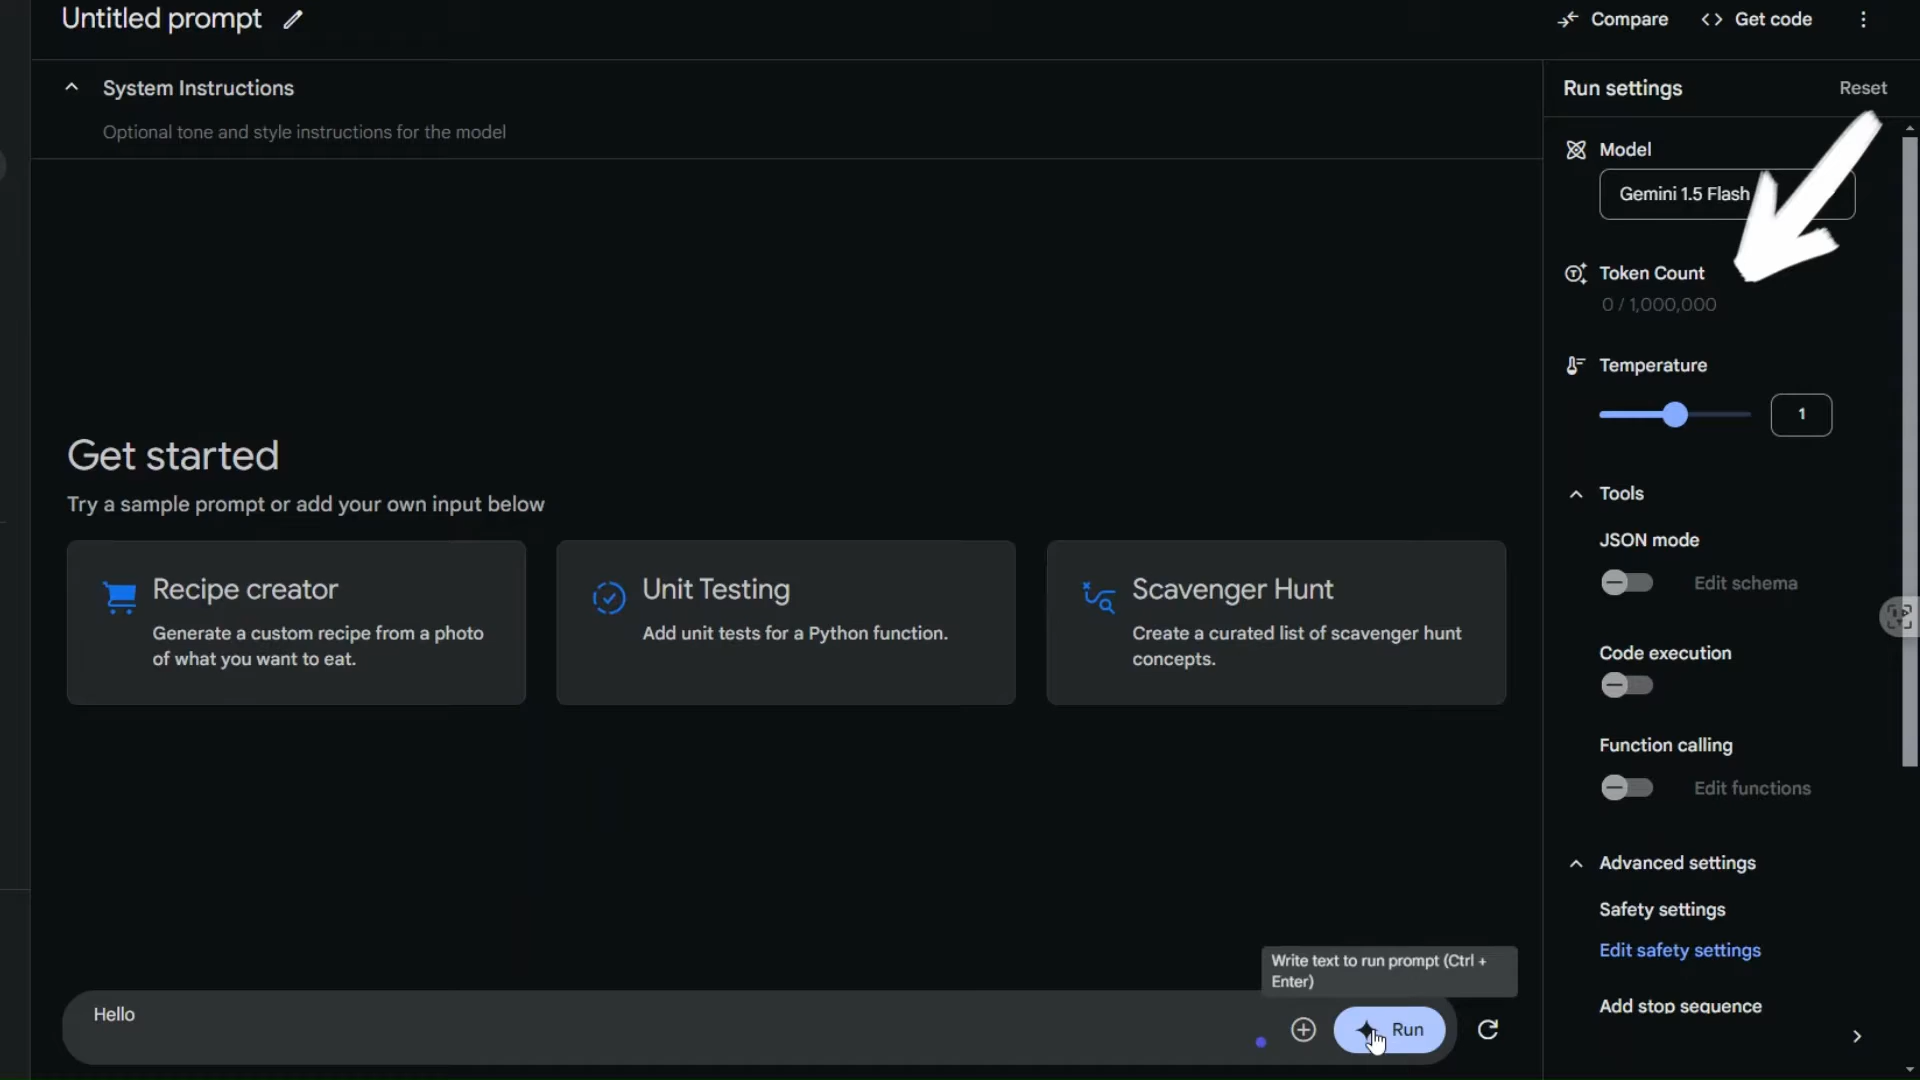 Untitled prompt
Compare
Get code
System Instructions
Optional tone and style instructions for the model
Run settings
Reset
Model
Gemini 1.5 Flash
Token Count
0 / 1,000,000
Temperature
1
Tools
JSON mode
Edit schema
Code execution
Function calling
Edit functions
Advanced settings
Safety settings
Edit safety settings
Add stop sequence
Get started
Try a sample prompt or add your own input below
Recipe creator
Generate a custom recipe from a photo
of what you want to eat.
Unit Testing
Add unit tests for a Python function.
Scavenger Hunt
Create a curated list of scavenger hunt
concepts.
Write text to run prompt (Ctrl +
Enter)
Hello
Run